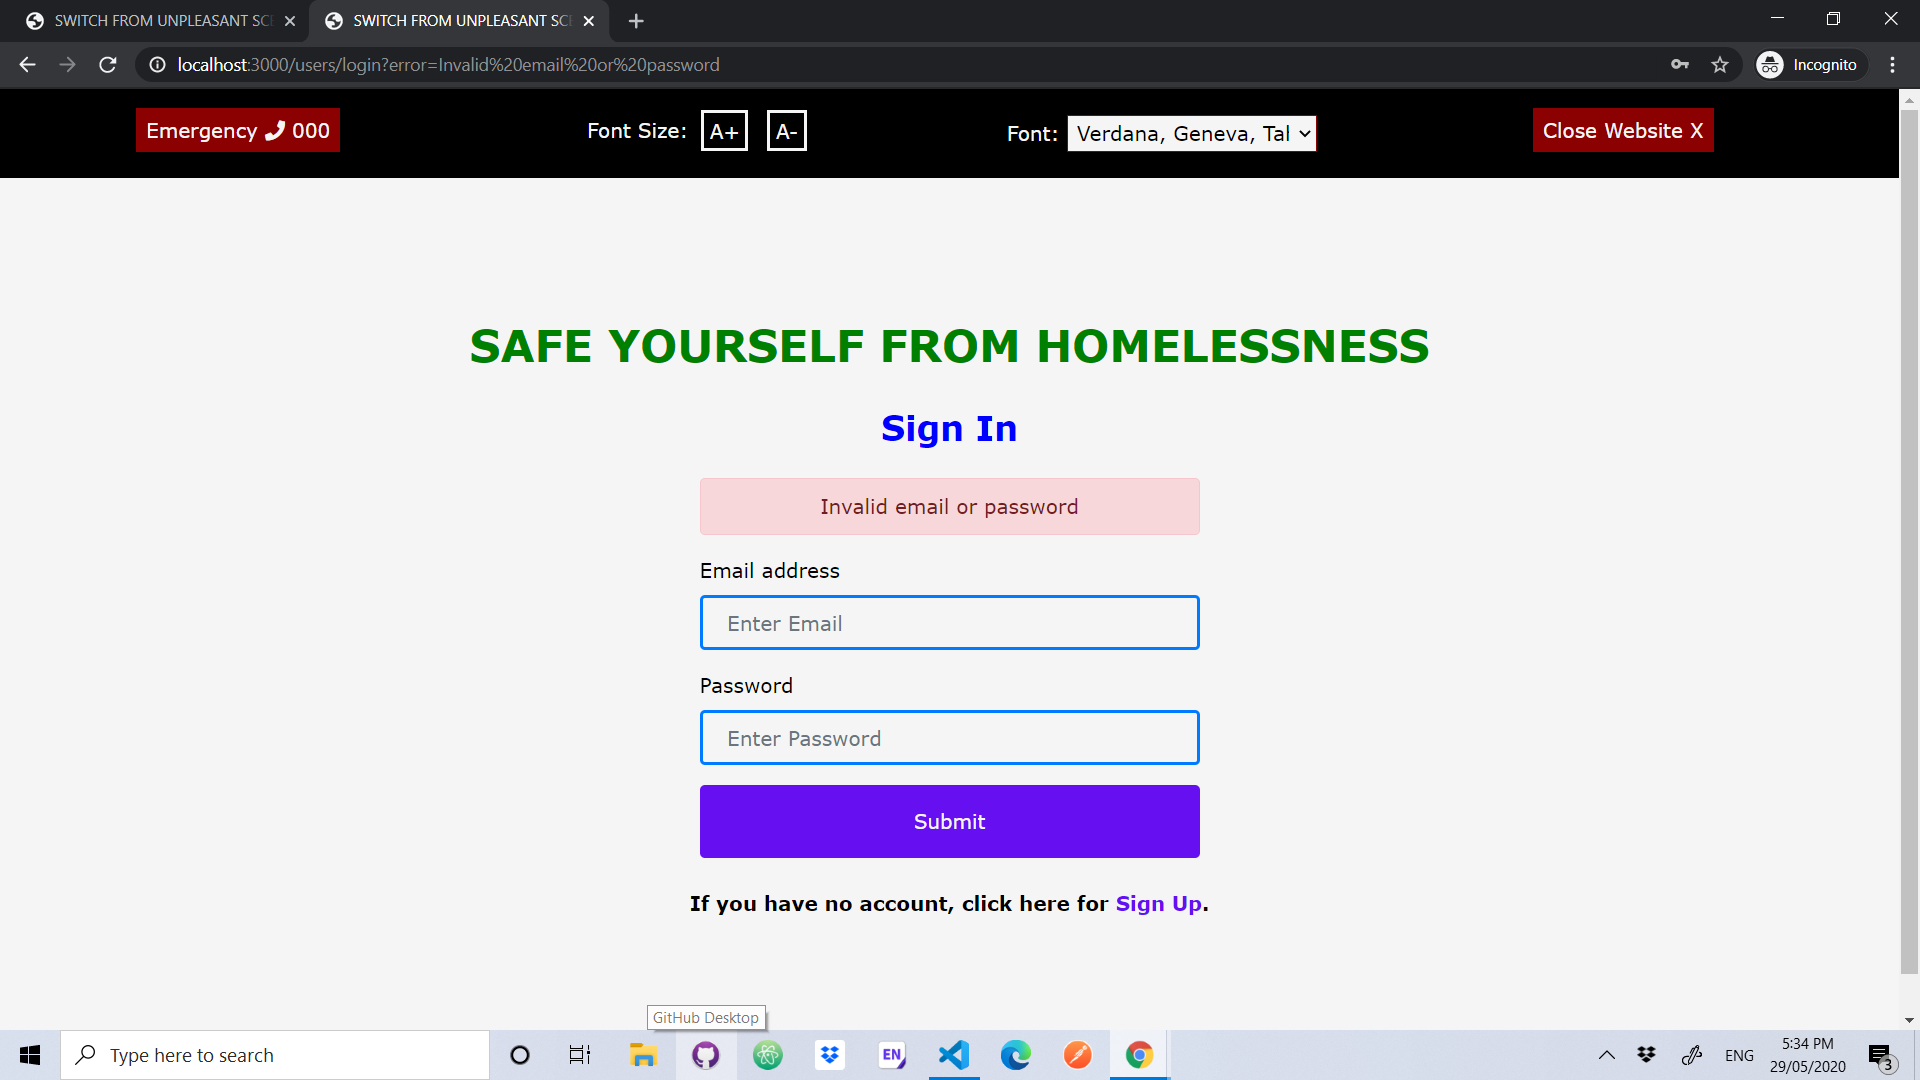 SWITCH FROM UNPLEASANT SCE
SWITCH FROM UNPLEASANT SCE
localhost:3000/users/login?error=Invalid%20email%20or%20password
Incognito
Emergency 000
Font Size: A+ A-
Font: Verdana, Geneva, Tal
Close Website X
SAFE YOURSELF FROM HOMELESSNESS
Sign In
Invalid email or password
Email address
Enter Email
Password
Enter Password
Submit
If you have no account, click here for Sign Up.
GitHub Desktop
Type here to search
EN
ENG
5:34 PM
29/05/2020
3